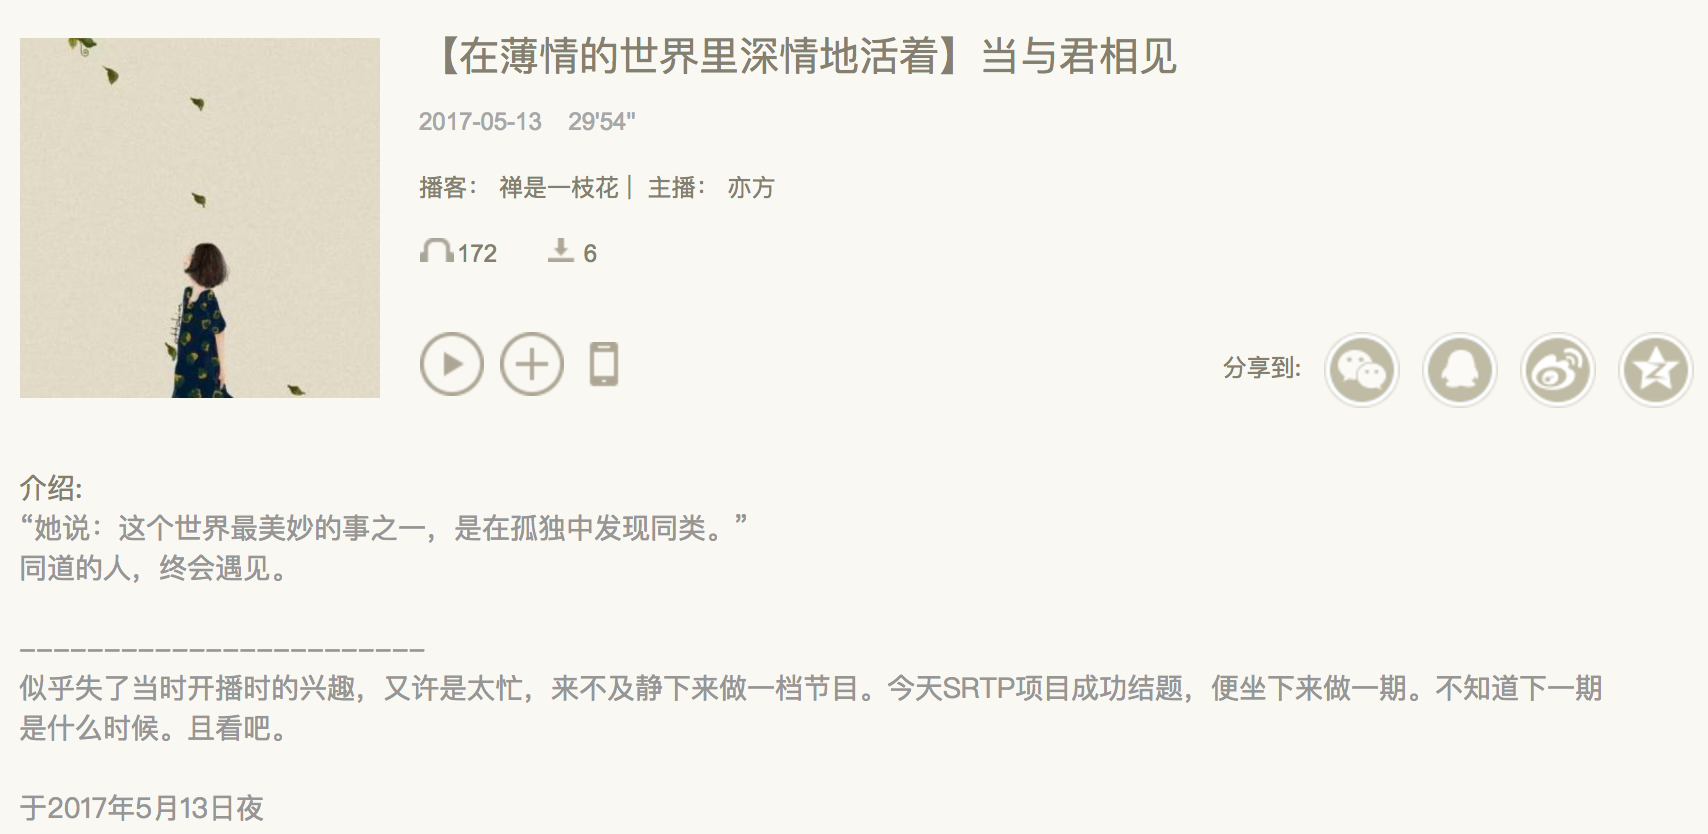 【在薄情的世界里深情地活着】当与君相见
2017-05-13 29'54"
播客： 禅是一枝花 | 主播： 亦方
172 6
分享到:
介绍:
“她说：这个世界最美妙的事之一，是在孤独中发现同类。”
同道的人，终会遇见。
------------------------
似乎失了当时开播时的兴趣，又许是太忙，来不及静下来做一档节目。今天SRTP项目成功结题，便坐下来做一期。不知道下一期
是什么时候。且看吧。
于2017年5月13日夜